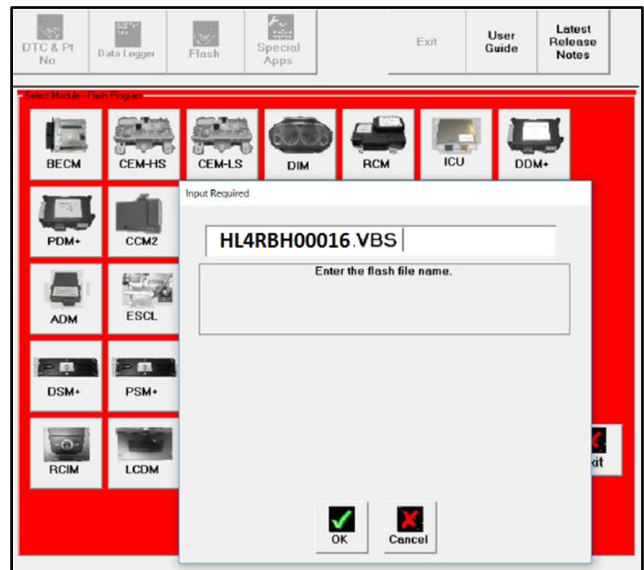 DTC & Pt
No
Data Logger
Flash
Special
Apps
Exit
User
Guide
Latest
Release
Notes
Select Module - Flash Program
BECM
CEM-HS
CEM-LS
DIM
RCM
ICU
DDM+
Input Required
PDM+
CCM2
HL4RBH00016.VBS
Enter the flash file name.
ADM
ESCL
DSM+
PSM+
RCIM
LCDM
xit
OK
Cancel